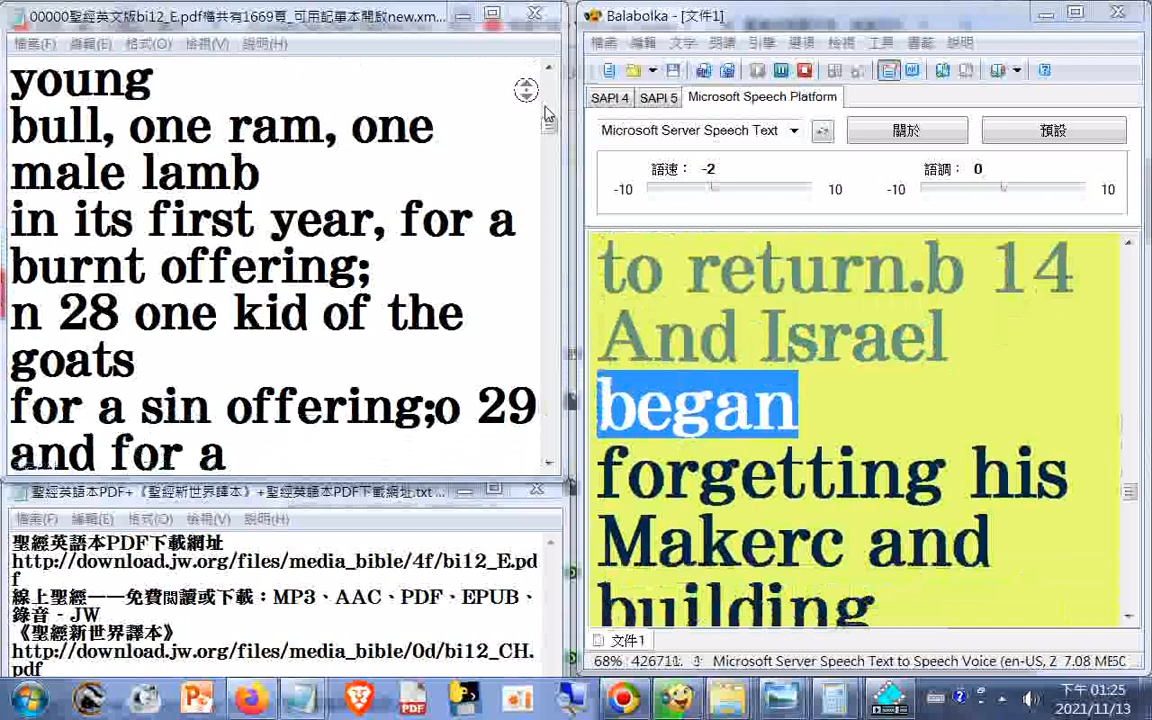 00000聖經英文版bi12_E.pdf檔共有1669頁_可用記事本開啟new.xm...
檔案(F) 編輯(E) 格式(O) 檢視(V) 說明(H)
young
bull, one ram, one
male lamb
in its first year, for a
burnt offering;
n 28 one kid of the
goats
for a sin offering;o 29
and for a
聖經英語本PDF+《聖經新世界譯本》+聖經英語本PDF下載網址.txt ...
檔案(F) 編輯(E) 格式(O) 檢視(V) 說明(H)
聖經英語本PDF下載網址
http://download.jw.org/files/media_bible/4f/bi12_E.pd
f
線上聖經——免費閱讀或下載：MP3、AAC、PDF、EPUB、
錄音 - JW
《聖經新世界譯本》
http://download.jw.org/files/media_bible/0d/bi12_CH.
pdf
Balabolka - [文件1]
檔案 編輯 文字 朗讀 引擎 選項 檢視 工具 書籤 說明
SAPI 4 SAPI 5 Microsoft Speech Platform
Microsoft Server Speech Text 關於 預設
語速： -2 語調： 0
-10 10 -10 10
to return.b 14
And Israel
began
forgetting his
Makerc and
building
文件1
68% Microsoft Server Speech Text to Speech Voice (en-US, Z 7.08 ME
PDF
下午 01:25
2021/11/13